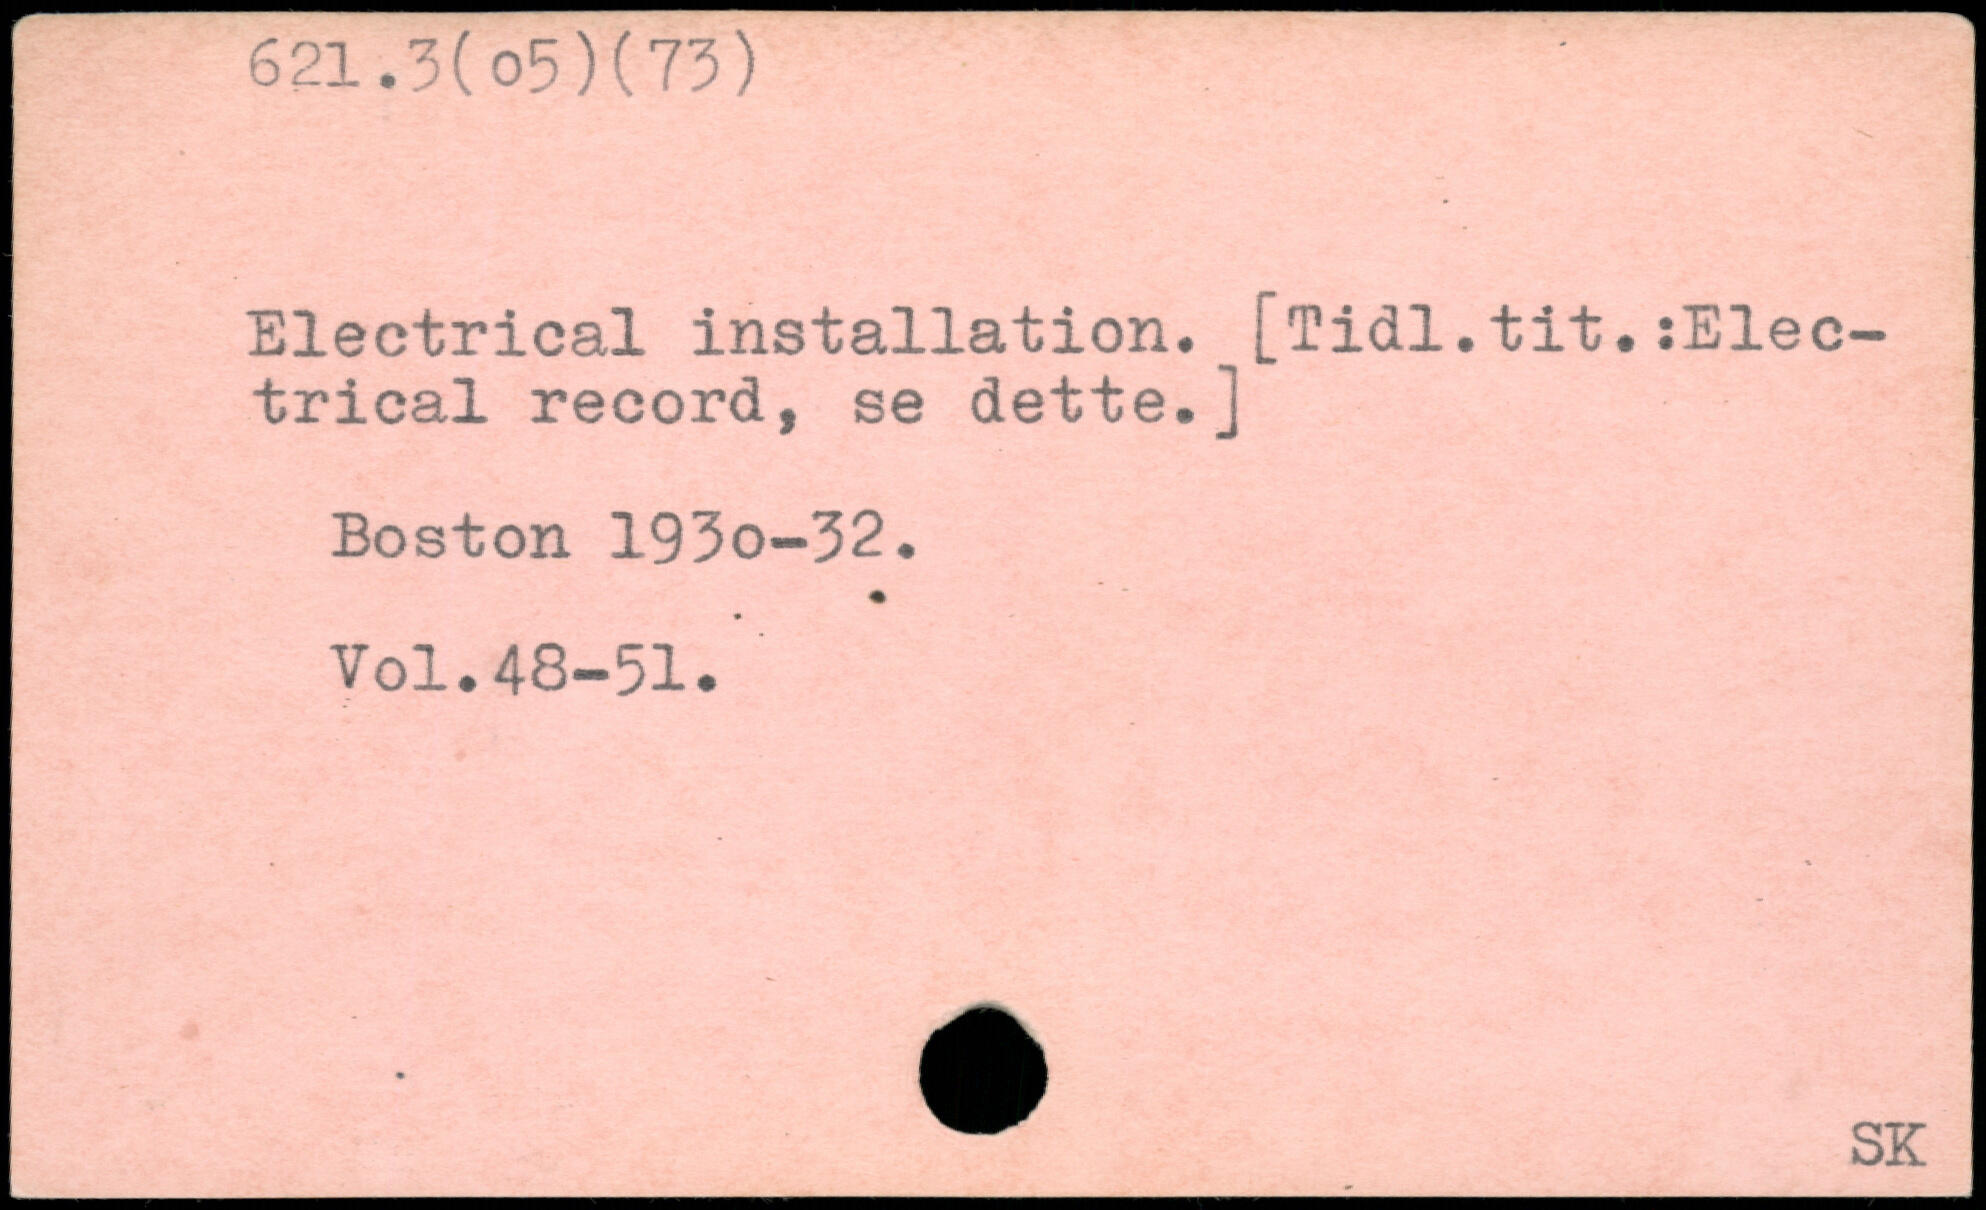 621.3(o5)(73)
Electrical installation. [Tidl.tit.:Elec-
trical record, se dette.]
Boston 193o-32.
Vol.48-51.
SK